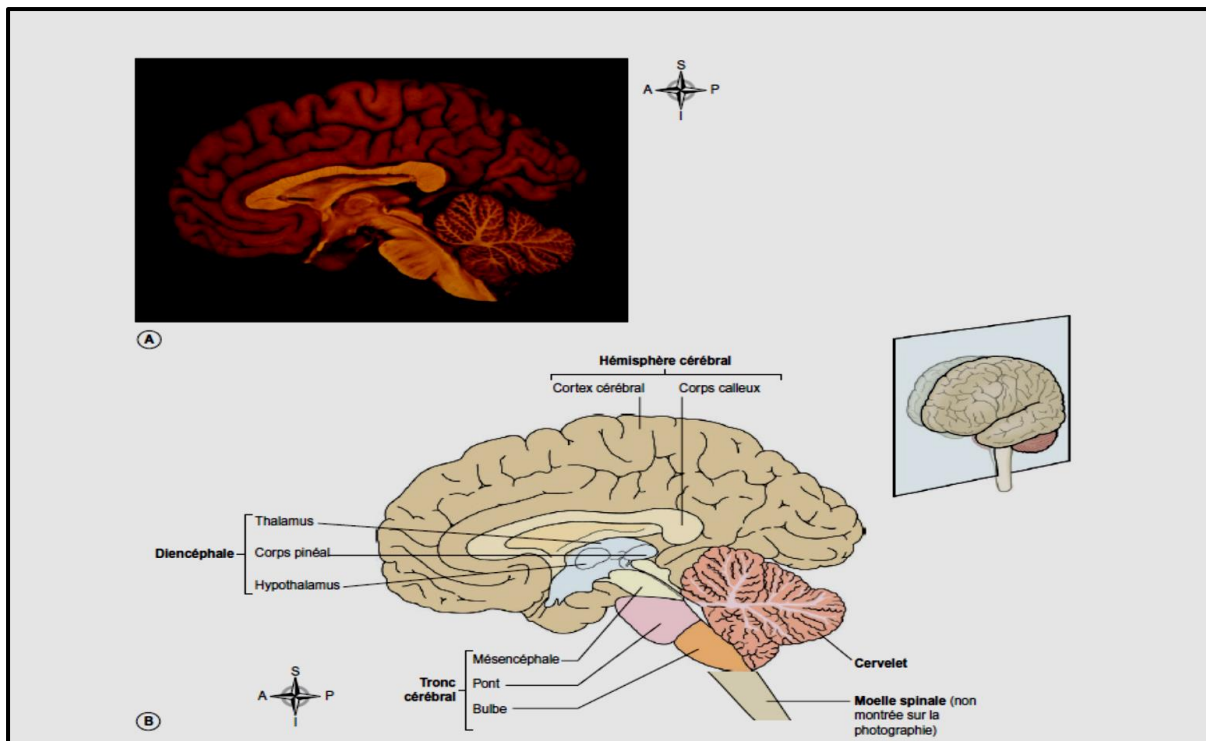 S
A P
I
A
Hémisphère cérébral
Cortex cérébral Corps calleux
Thalamus
Diencéphale
Corps pinéal
Hypothalamus
Mésencéphale
Tronc
cérébral
Pont
Bulbe
Cervelet
Moelle spinale (non
montrée sur la
photographie)
S
A P
I
B